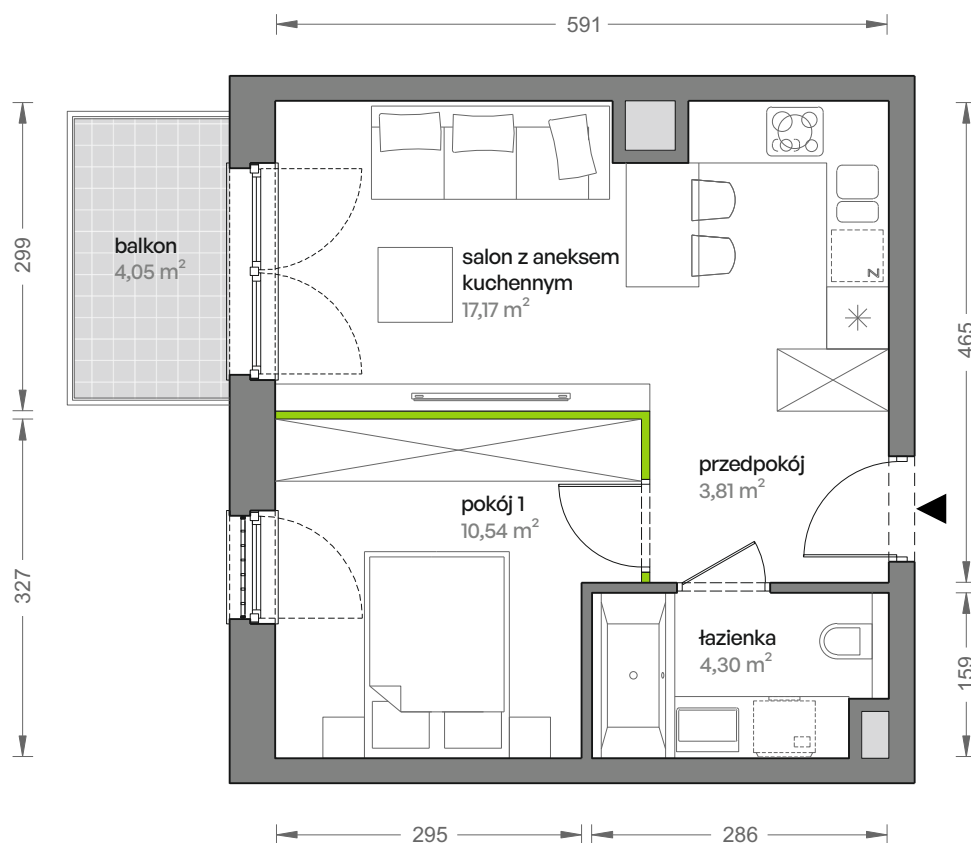 591
balkon
4,05 m²
299
salon z aneksem
kuchennym
17,17 m²
z
465
przedpokój
3,81 m²
pokój 1
10,54 m²
327
łazienka
4,30 m²
159
295
286